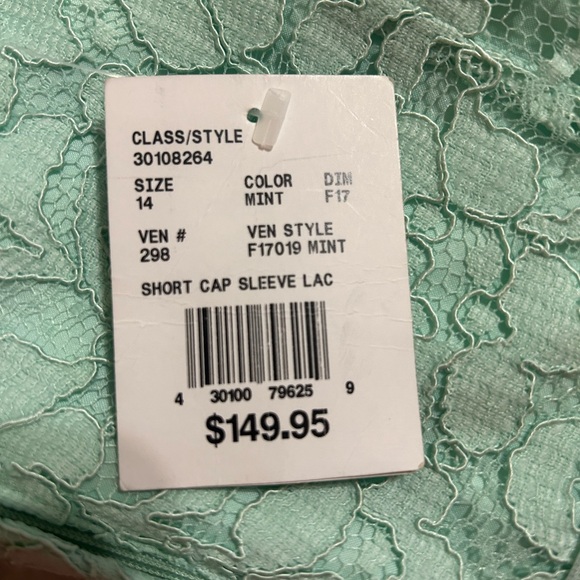 CLASS/STYLE
30108264
SIZE COLOR DIM
14 MINT F17
VEN # VEN STYLE
298 F17019 MINT
SHORT CAP SLEEVE LAC
4 30100 79625 9
$149.95